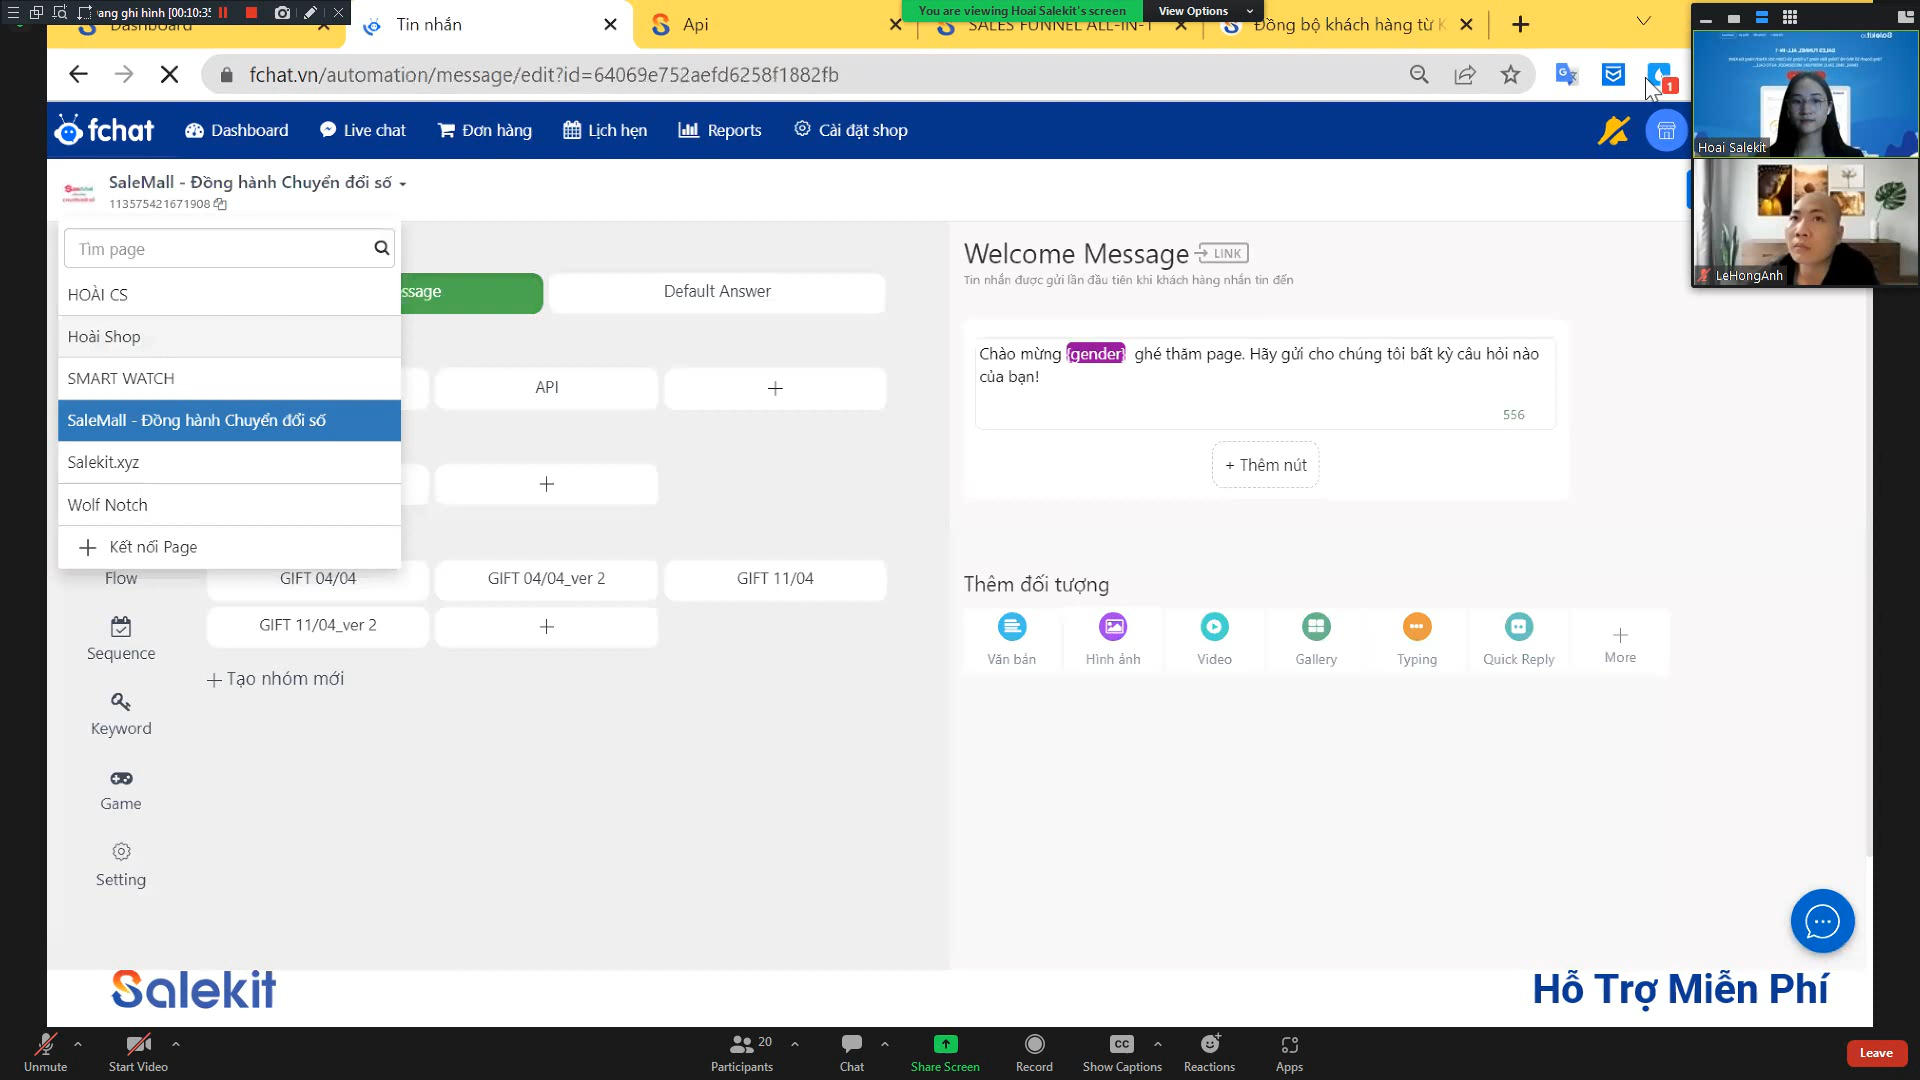 ang ghi hình [00:10:35
You are viewing Hoai Salekit's screen
View Options
Dashboard
Tin nhắn
Api
SALES FUNNEL ALL-IN-1
Đồng bộ khách hàng từ K
fchat.vn/automation/message/edit?id=64069e752aefd6258f1882fb
1
fchat
Dashboard
Live chat
Đơn hàng
Lịch hẹn
Reports
Cài đặt shop
Hoai Salekit
LeHongAnh
SaleMall - Đồng hành Chuyển đổi số
113575421671908
Tìm page
HOÀI CS
Hoài Shop
SMART WATCH
SaleMall - Đồng hành Chuyển đổi số
Salekit.xyz
Wolf Notch
Kết nối Page
ssage
Default Answer
API
Flow
GIFT 04/04
GIFT 04/04_ver 2
GIFT 11/04
GIFT 11/04_ver 2
Tạo nhóm mới
Sequence
Keyword
Game
Setting
Welcome Message
LINK
Tin nhắn được gửi lần đầu tiên khi khách hàng nhắn tin đến
Chào mừng {gender} ghé thăm page. Hãy gửi cho chúng tôi bất kỳ câu hỏi nào
của bạn!
556
+ Thêm nút
Thêm đối tượng
Văn bản
Hình ảnh
Video
Gallery
Typing
Quick Reply
More
Salekit
Hỗ Trợ Miễn Phí
Unmute
Start Video
20
Participants
Chat
Share Screen
Record
CC
Show Captions
Reactions
Apps
Leave